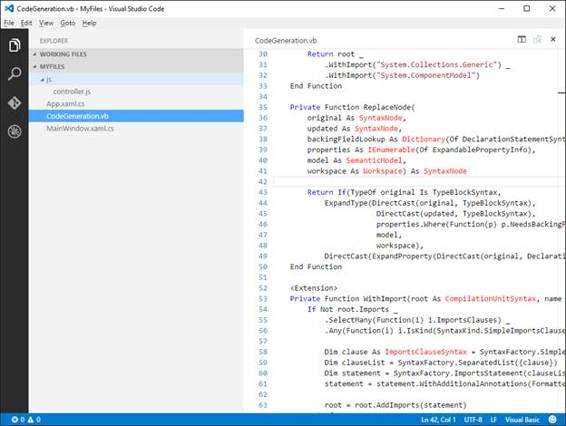 CodeGeneration.vb - MyFiles - Visual Studio Code
File Edit View Goto Help
EXPLORER
WORKING FILES
MYFILES
js
controller.js
App.xaml.cs
CodeGeneration.vb
MainWindow.xaml.cs
CodeGeneration.vb
30 Return root _
31 .WithImport("System.Collections.Generic") _
32 .WithImport("System.ComponentModel")
33 End Function
34
35 Private Function ReplaceNode(
36 original As SyntaxNode,
37 updated As SyntaxNode,
38 backingFieldLookup As Dictionary(Of DeclarationStatementSynt
39 properties As IEnumerable(Of ExpandablePropertyInfo),
40 model As SemanticModel,
41 workspace As Workspace) As SyntaxNode
42
43 Return If(TypeOf original Is TypeBlockSyntax,
44 ExpandType(DirectCast(original, TypeBlockSyntax),
45 DirectCast(updated, TypeBlockSyntax),
46 properties.Where(Function(p) p.NeedsBackingF
47 model,
48 workspace),
49 DirectCast(ExpandProperty(DirectCast(original, Declarati
50 End Function
51
52 <Extension>
53 Private Function WithImport(root As CompilationUnitSyntax, name
54 If Not root.Imports _
55 .SelectMany(Function(i) i.ImportsClauses) _
56 .Any(Function(i) i.IsKind(SyntaxKind.SimpleImportsClause
57
58 Dim clause As ImportsClauseSyntax = SyntaxFactory.Simple
59 Dim clauseList = SyntaxFactory.SeparatedList({clause})
60 Dim statement = SyntaxFactory.ImportsStatement(clauseLis
61 statement = statement.WithAdditionalAnnotations(Formatte
62
63 root = root.AddImports(statement)
0 0 Ln 42, Col 1 UTF-8 LF Visual Basic